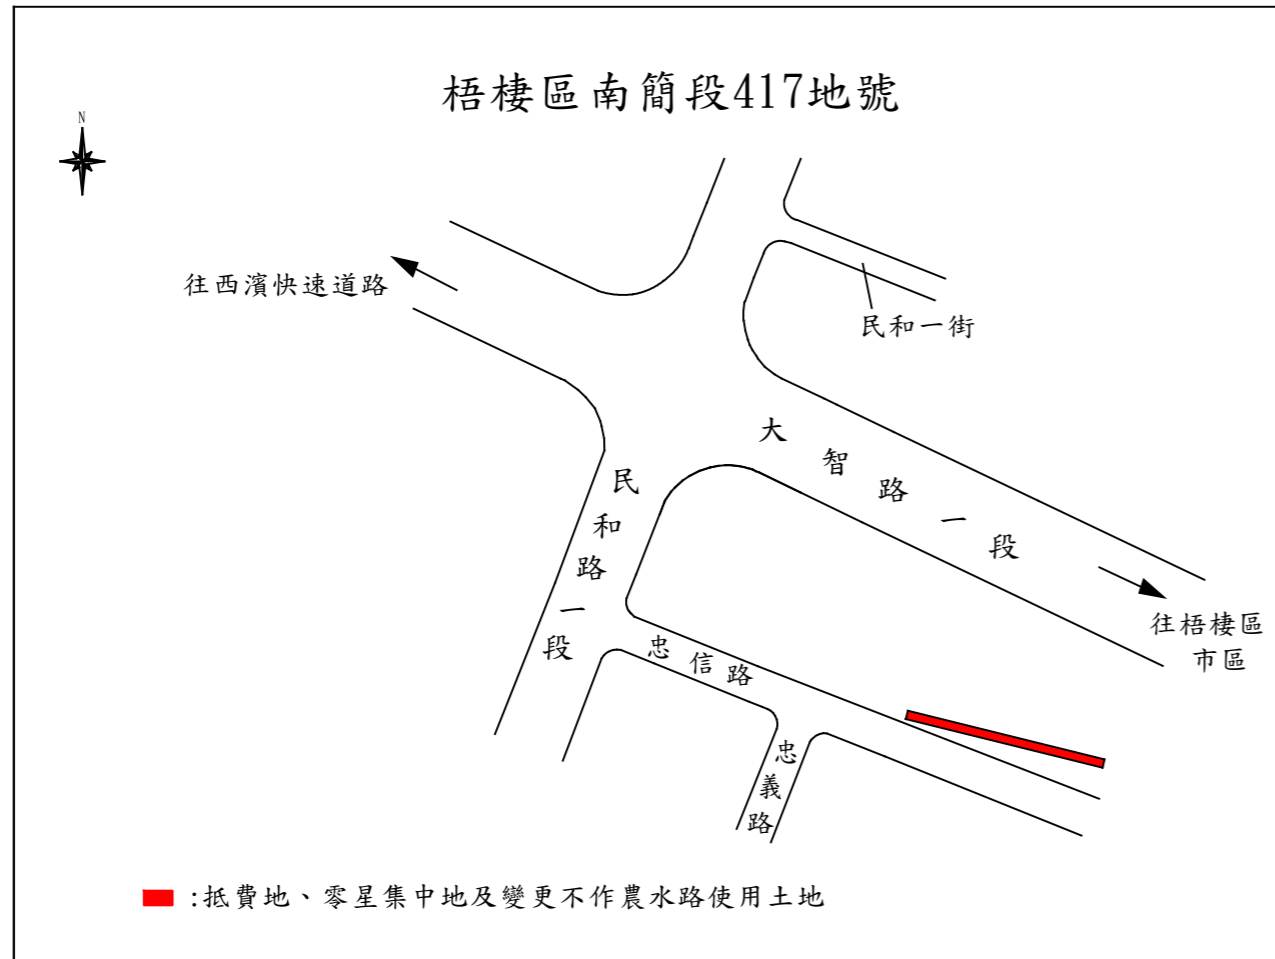 梧棲區南簡段417地號
N
往西濱快速道路
民和一街
大智路一段
民和路一段
往梧棲區
市區
忠信路
忠義路
:抵費地、零星集中地及變更不作農水路使用土地